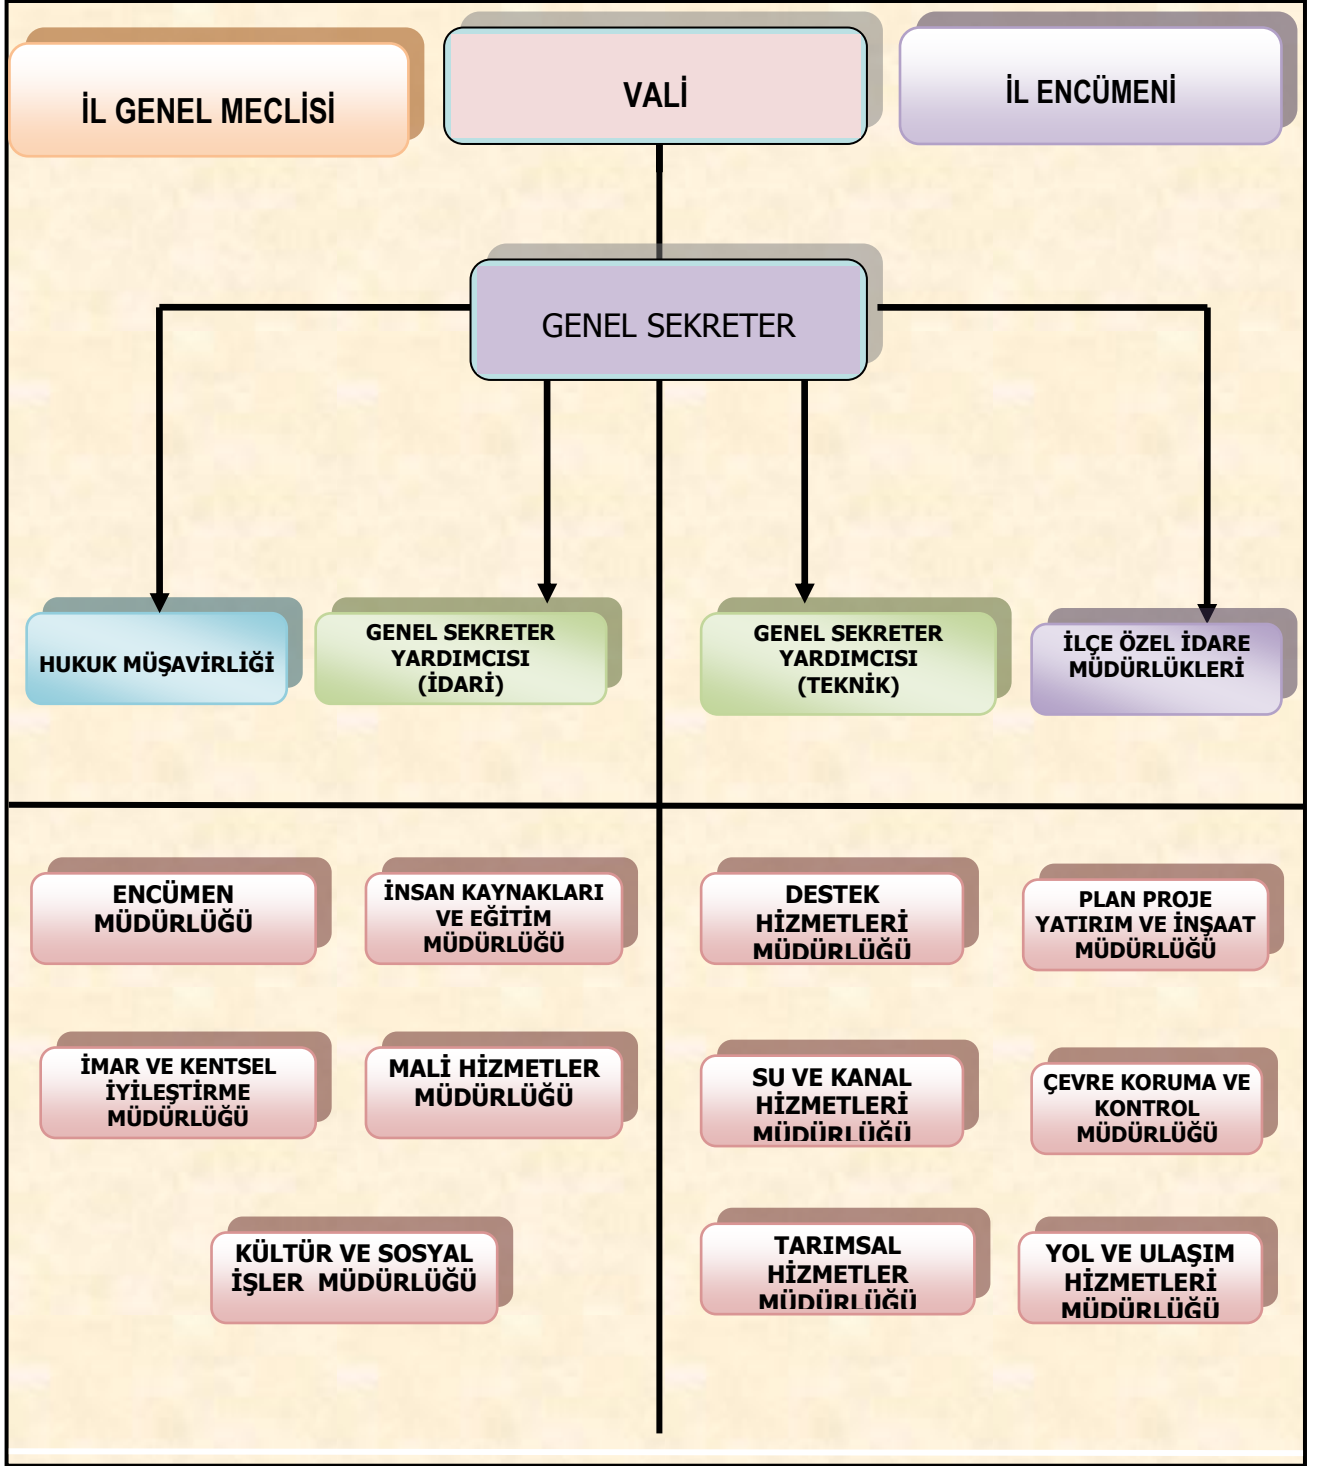 İL GENEL MECLİSİ
VALİ
İL ENCÜMENİ
GENEL SEKRETER
HUKUK MÜŞAVİRLİĞİ
GENEL SEKRETER
YARDIMCISI
(İDARİ)
GENEL SEKRETER
YARDIMCISI
(TEKNİK)
İLÇE ÖZEL İDARE
MÜDÜRLÜKLERİ
ENCÜMEN
MÜDÜRLÜĞÜ
İNSAN KAYNAKLARI
VE EĞİTİM
MÜDÜRLÜĞÜ
DESTEK
HİZMETLERİ
MÜDÜRLÜĞÜ
PLAN PROJE
YATIRIM VE İNŞAAT
MÜDÜRLÜĞÜ
İMAR VE KENTSEL
İYİLEŞTİRME
MÜDÜRLÜĞÜ
MALİ HİZMETLER
MÜDÜRLÜĞÜ
SU VE KANAL
HİZMETLERİ
MÜDÜRLÜĞÜ
ÇEVRE KORUMA VE
KONTROL
MÜDÜRLÜĞÜ
KÜLTÜR VE SOSYAL
İŞLER  MÜDÜRLÜĞÜ
TARIMSAL
HİZMETLER
MÜDÜRLÜĞÜ
YOL VE ULAŞIM
HİZMETLERİ
MÜDÜRLÜĞÜ